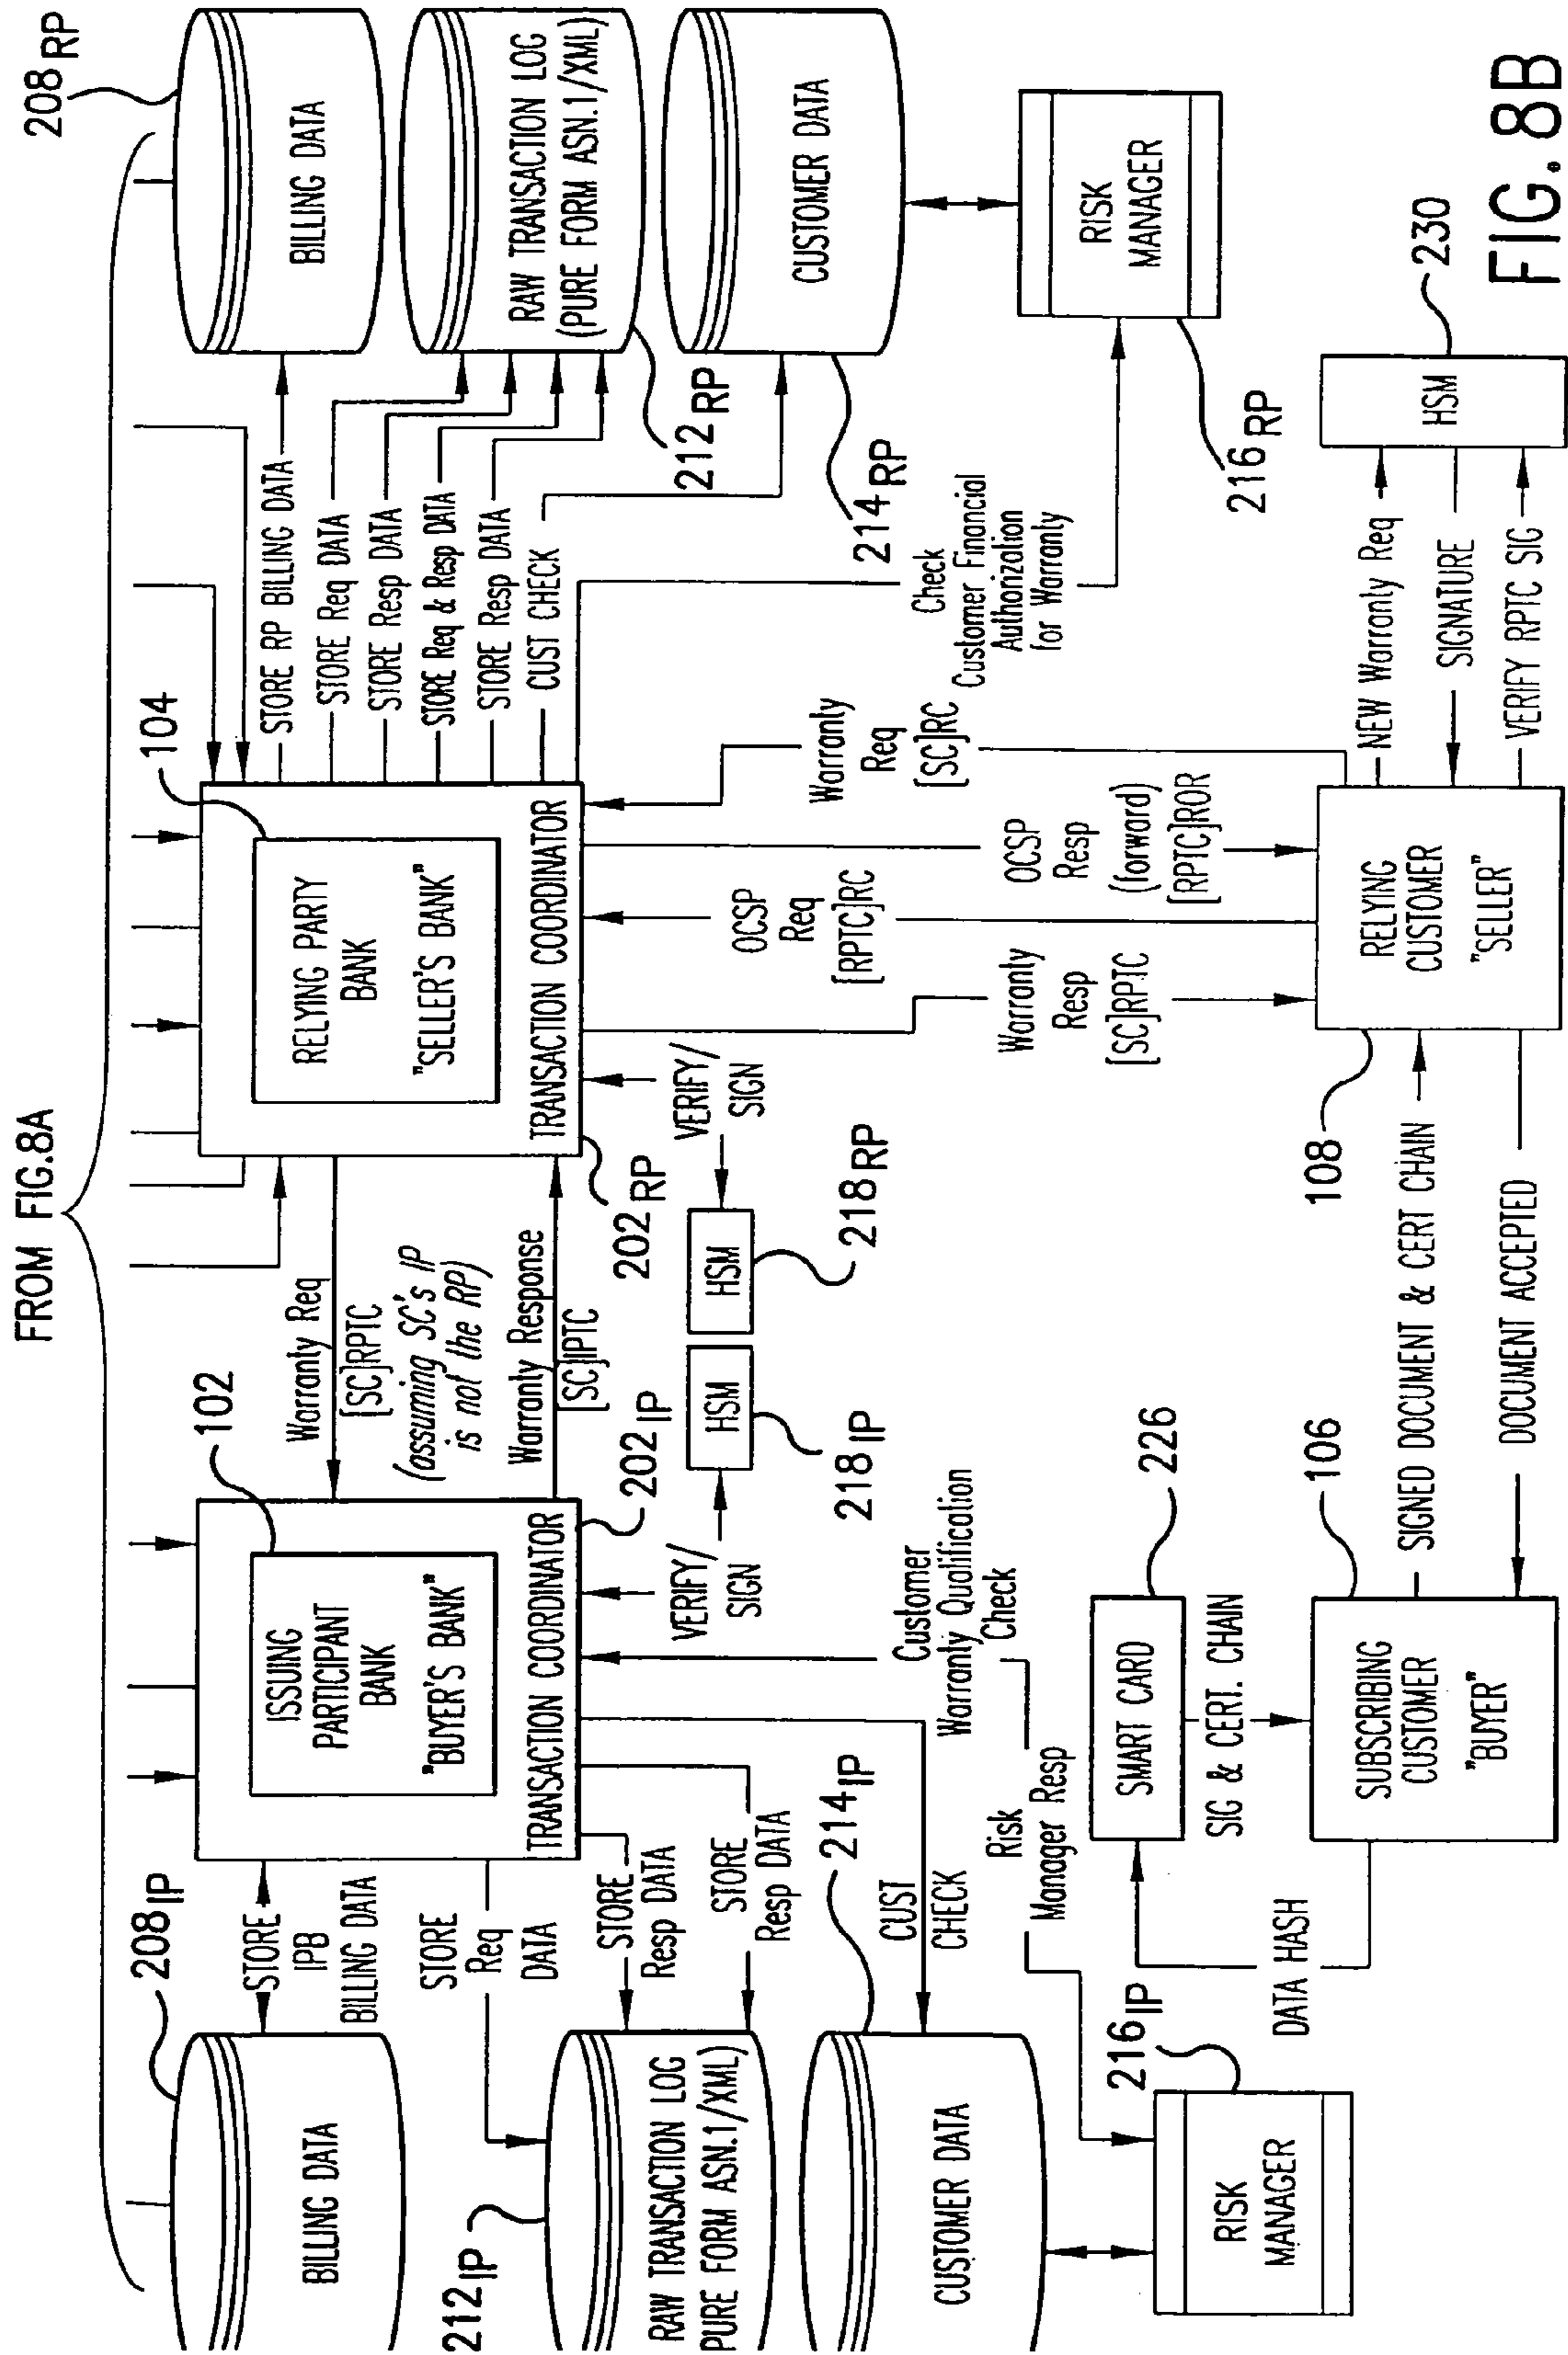 FROM FIG.8A
208IP
BILLING DATA
STORE
IPB
BILLING DATA
102
ISSUING
PARTICIPANT
BANK
"BUYER'S BANK"
TRANSACTION COORDINATOR
202IP
Warranty Req
[SC]RPTC
(assuming SC's IP
is not the RP)
Warranty Response
[SC]IPTC
104
RELYING PARTY
BANK
"SELLER'S BANK"
TRANSACTION COORDINATOR
202RP
STORE RP BILLING DATA
STORE Req DATA
STORE Resp DATA
STORE Req & Resp DATA
STORE Resp DATA
CUST CHECK
208RP
BILLING DATA
RAW TRANSACTION LOG
(PURE FORM ASN.1/XML)
212RP
CUSTOMER DATA
214RP
RISK
MANAGER
216RP
Check
Customer Financial
Authorization
for Warranty
STORE
Req
DATA
STORE
Resp DATA
STORE
Resp DATA
212IP
RAW TRANSACTION LOG
PURE FORM ASN.1/XML)
214IP
CUST
CHECK
CUSTOMER DATA
VERIFY/
SIGN
HSM
218IP
HSM
218RP
VERIFY/
SIGN
Customer
Warranty Qualification
Check
Risk
Manager Resp
216IP
RISK
MANAGER
Warranty
Resp
[SC]RPTC
OCSP
Req
[RPTC]RC
OCSP
Resp
(forward)
[RPTC]ROR
Warranty
Req
[SC]RC
SMART CARD
226
SIG & CERT. CHAIN
DATA HASH
SUBSCRIBING
CUSTOMER
"BUYER"
106
SIGNED DOCUMENT & CERT CHAIN
DOCUMENT ACCEPTED
108
RELYING
CUSTOMER
"SELLER"
NEW Warranty Req
SIGNATURE
VERIFY RPTC SIG
HSM
230
FIG. 8B